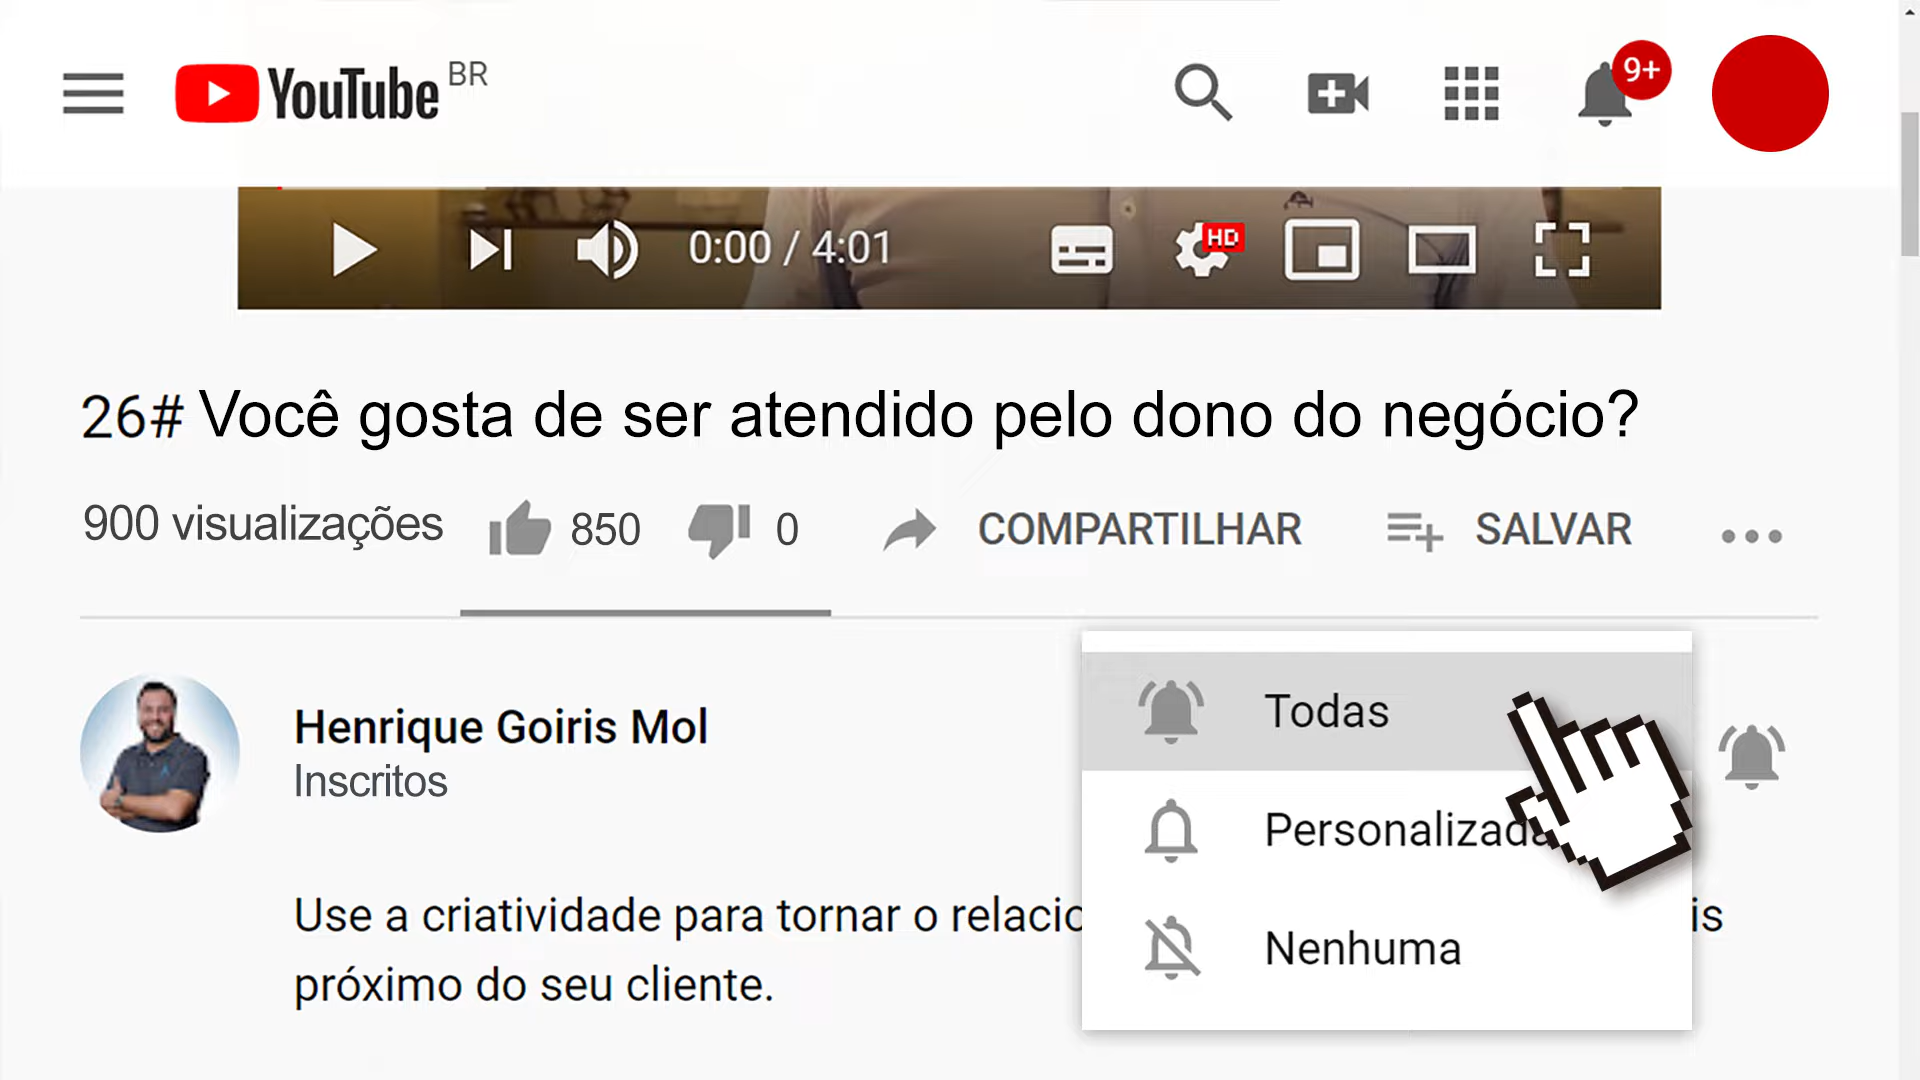 YouTube BR
9+
0:00 / 4:01
HD
26# Você gosta de ser atendido pelo dono do negócio?
900 visualizações 850 0 COMPARTILHAR SALVAR
Henrique Goiris Mol
Inscritos
Todas
Personalizada
Nenhuma
Use a criatividade para tornar o is
próximo do seu cliente.